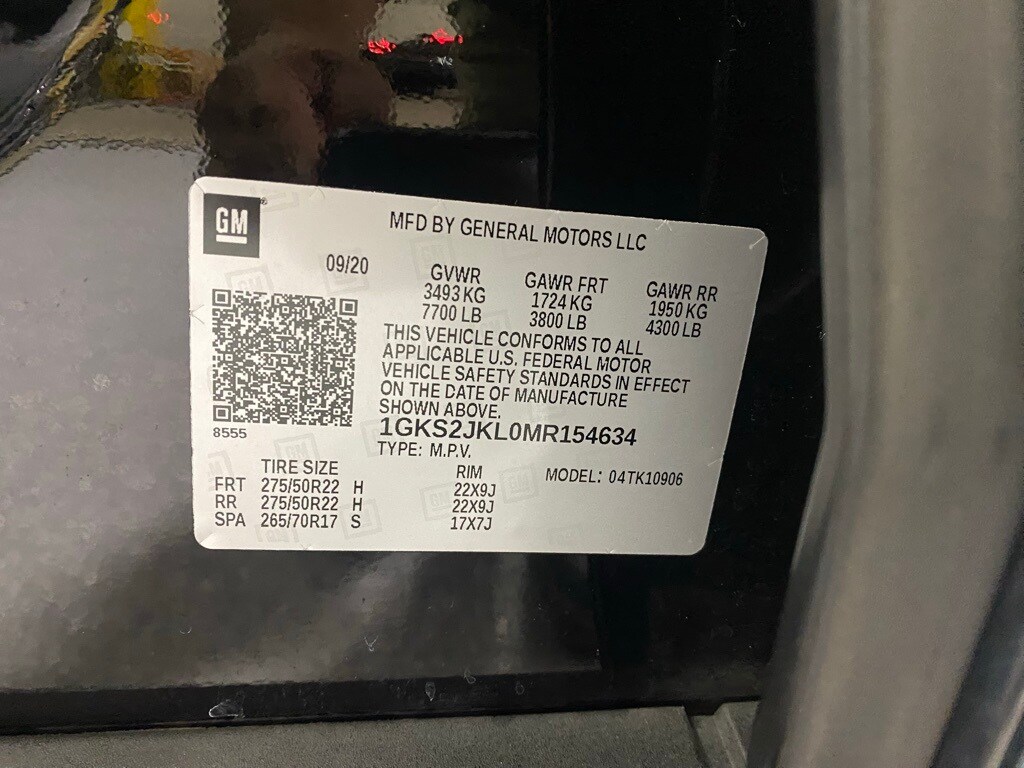 GM
MFD BY GENERAL MOTORS LLC
09/20
GVWR GAWR FRT GAWR RR
3493 KG 1724 KG 1950 KG
7700 LB 3800 LB 4300 LB
THIS VEHICLE CONFORMS TO ALL
APPLICABLE U.S. FEDERAL MOTOR
VEHICLE SAFETY STANDARDS IN EFFECT
ON THE DATE OF MANUFACTURE
SHOWN ABOVE.
8555
1GKS2JKL0MR154634
TYPE: M.P.V.
TIRE SIZE RIM MODEL: 04TK10906
FRT 275/50R22 H 22X9J
RR 275/50R22 H 22X9J
SPA 265/70R17 S 17X7J